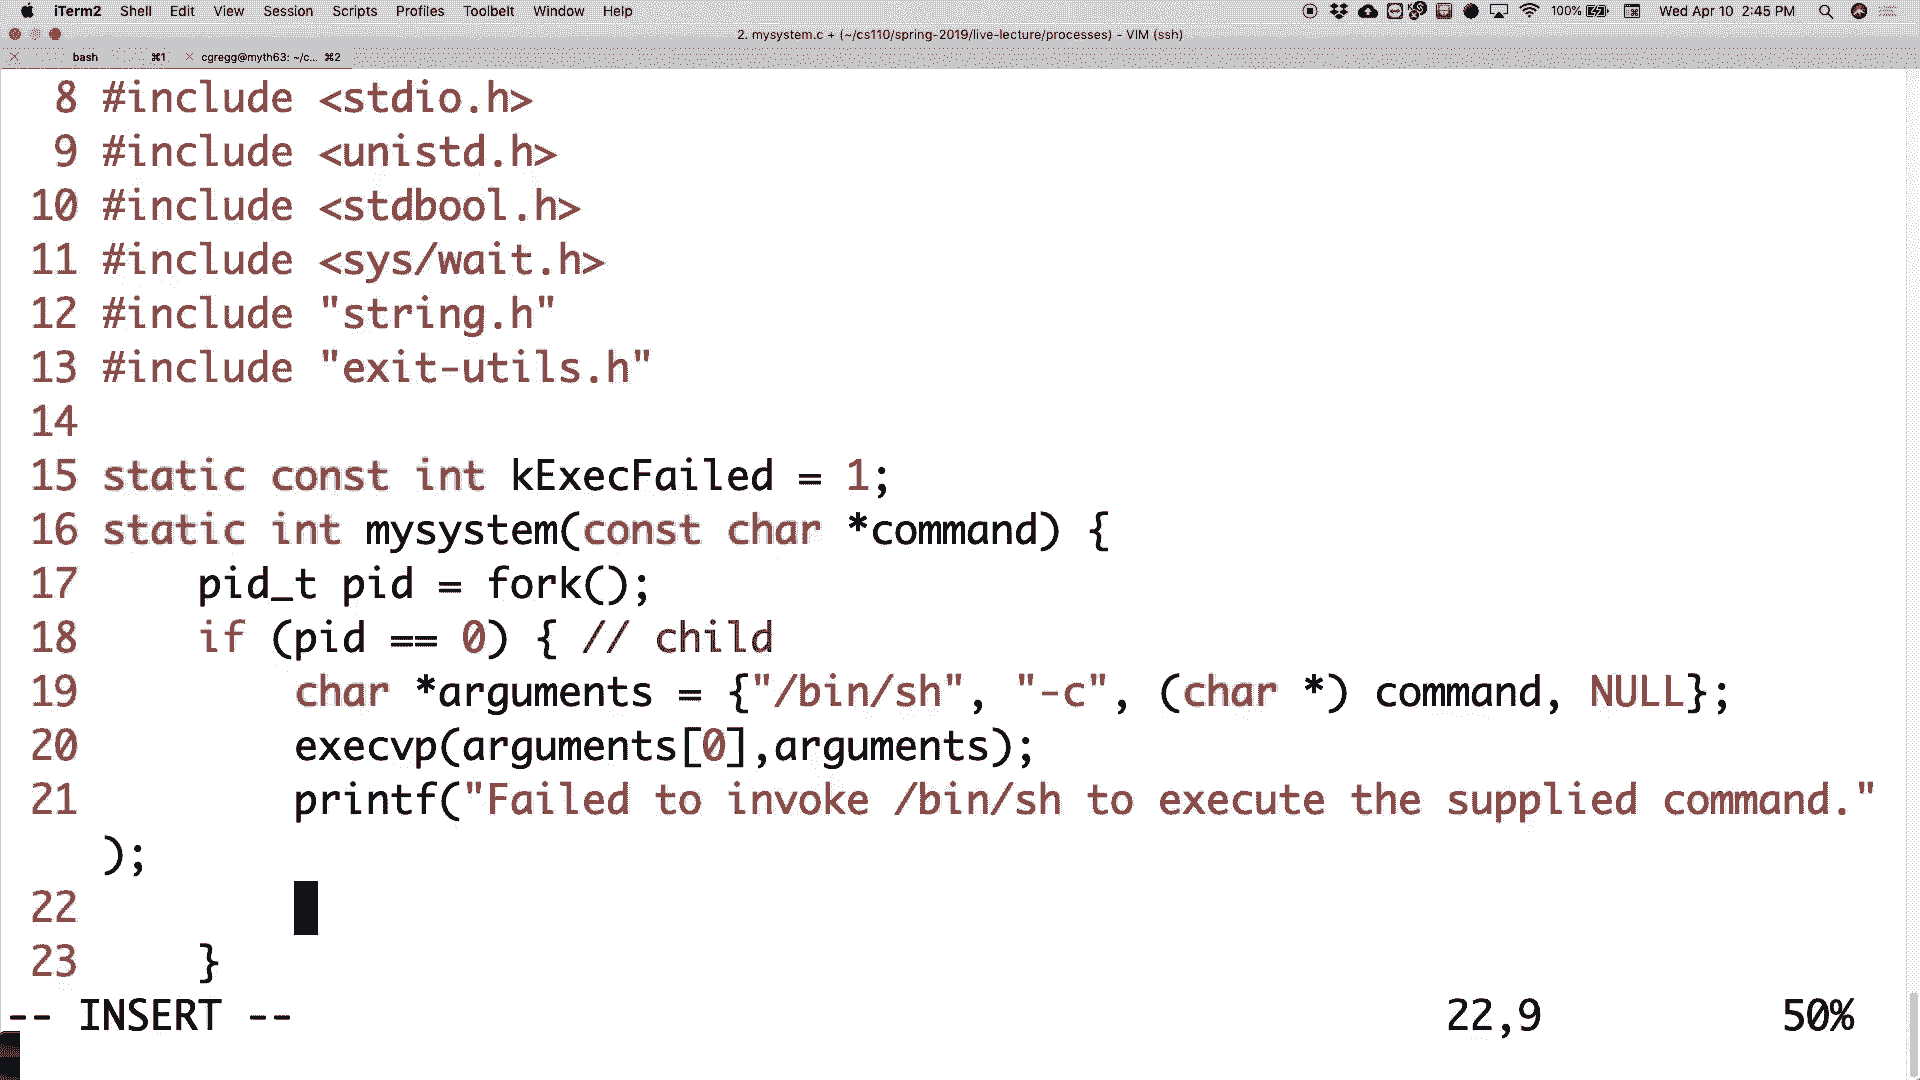 iTerm2 Shell Edit View Session Scripts Profiles Toolbelt Window Help 100% Wed Apr 10 2:45 PM
2. mysystem.c + (~/cs110/spring-2019/live-lecture/processes) - VIM (ssh)
bash ⌘1 cgregg@myth63: ~/c... ⌘2
8 #include <stdio.h>
9 #include <unistd.h>
10 #include <stdbool.h>
11 #include <sys/wait.h>
12 #include "string.h"
13 #include "exit-utils.h"
14
15 static const int kExecFailed = 1;
16 static int mysystem(const char *command) {
17     pid_t pid = fork();
18     if (pid == 0) { // child
19         char *arguments = {"/bin/sh", "-c", (char *) command, NULL};
20         execvp(arguments[0],arguments);
21         printf("Failed to invoke /bin/sh to execute the supplied command."
);
22
23     }
-- INSERT -- 22,9 50%